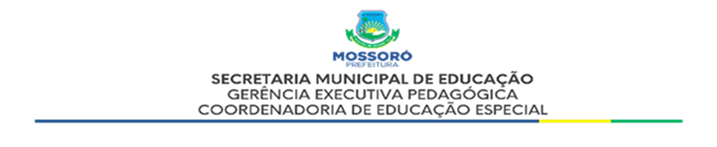 MOSSORÓ
PREFEITURA
SECRETARIA MUNICIPAL DE EDUCAÇÃO
GERÊNCIA EXECUTIVA PEDAGÓGICA
COORDENADORIA DE EDUCAÇÃO ESPECIAL